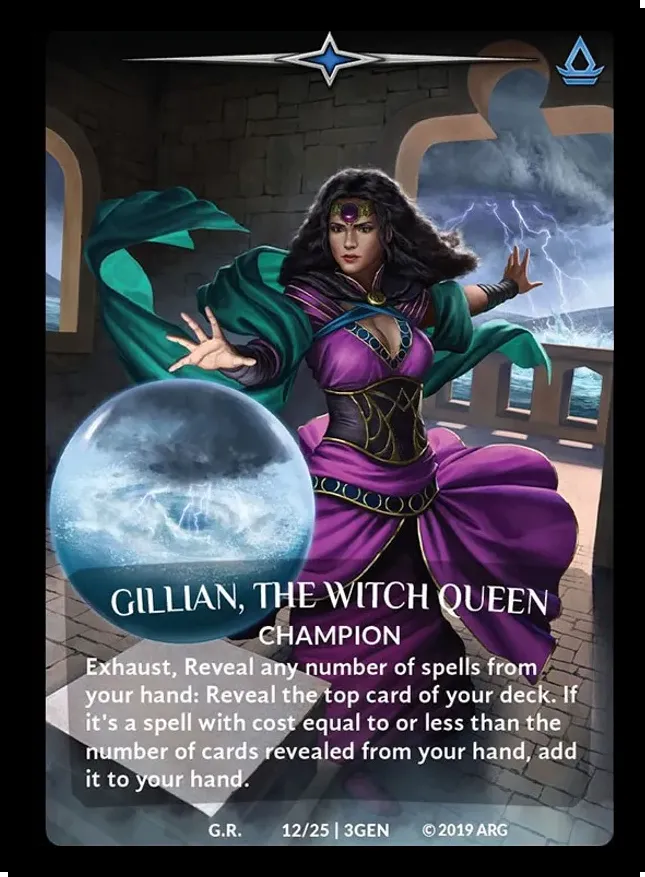 GILLIAN, THE WITCH QUEEN
CHAMPION
Exhaust, Reveal any number of spells from
your hand: Reveal the top card of your deck. If
it's a spell with cost equal to or less than the
number of cards revealed from your hand, add
it to your hand.
G.R. 12/25 | 3GEN © 2019 ARG